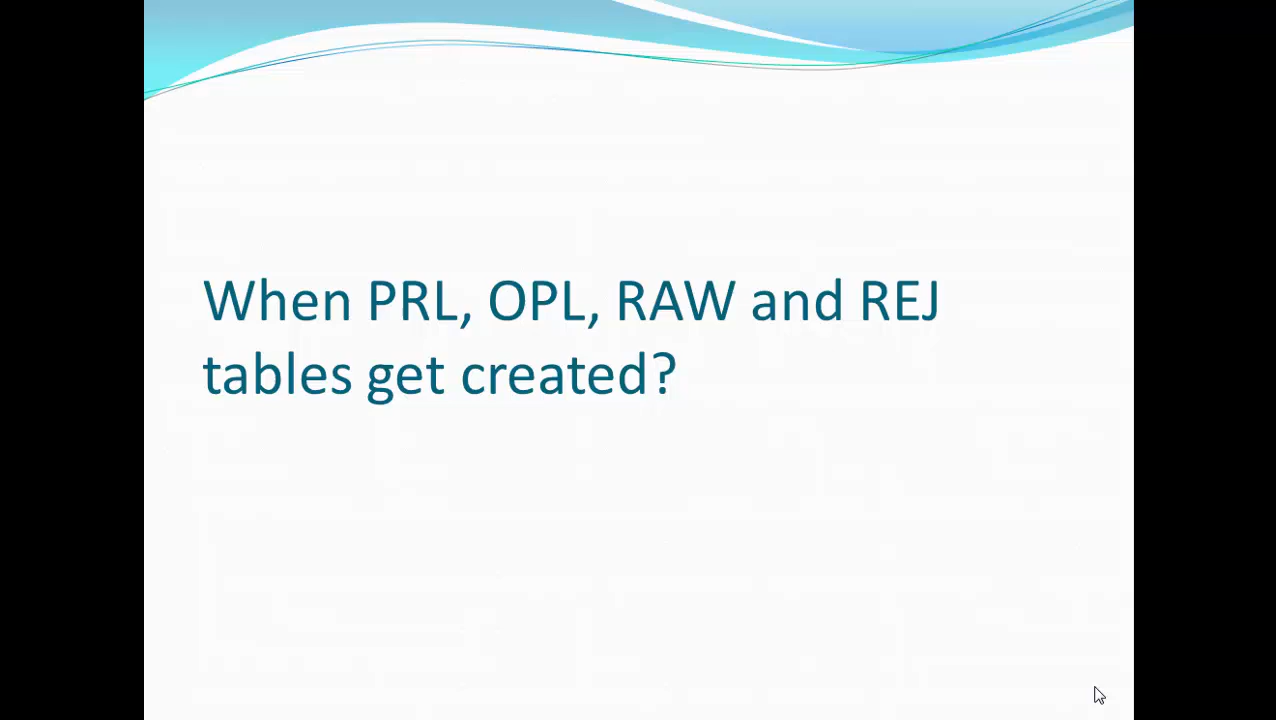 When PRL, OPL, RAW and REJ
tables get created?